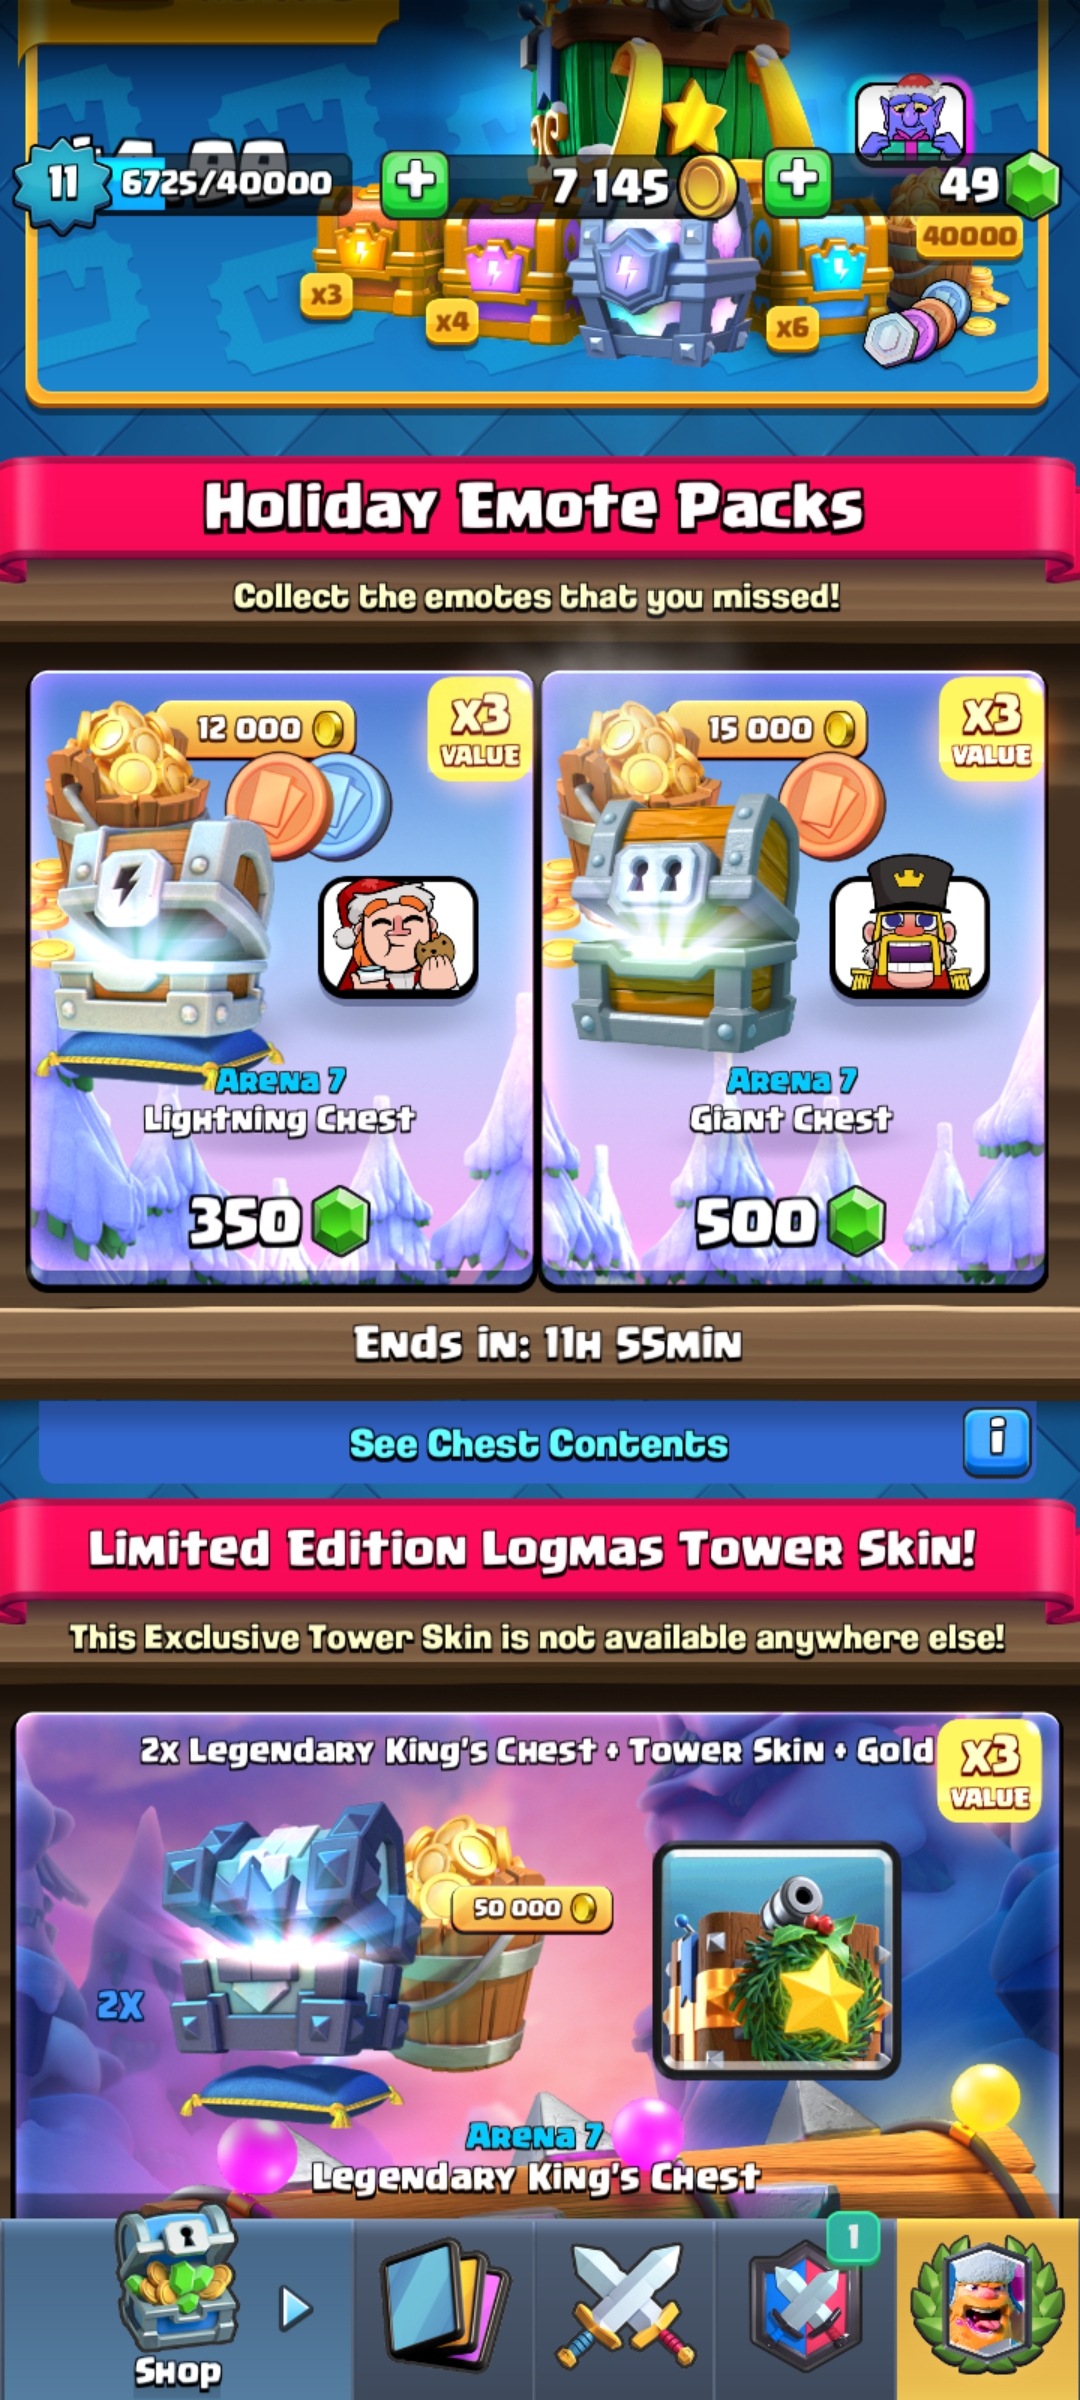 11
6725/40000
7 145
49
40000
x3
x4
x6
Holiday Emote Packs
Collect the emotes that you missed!
12 000
x3
VALUE
15 000
x3
VALUE
Arena 7
Lightning Chest
350
Arena 7
Giant Chest
500
Ends in: 11h 55min
See Chest Contents
i
Limited Edition Logmas Tower Skin!
This Exclusive Tower Skin is not available anywhere else!
2x Legendary King's Chest + Tower Skin + Gold
x3
VALUE
50 000
2x
Arena 7
Legendary King's Chest
1
Shop